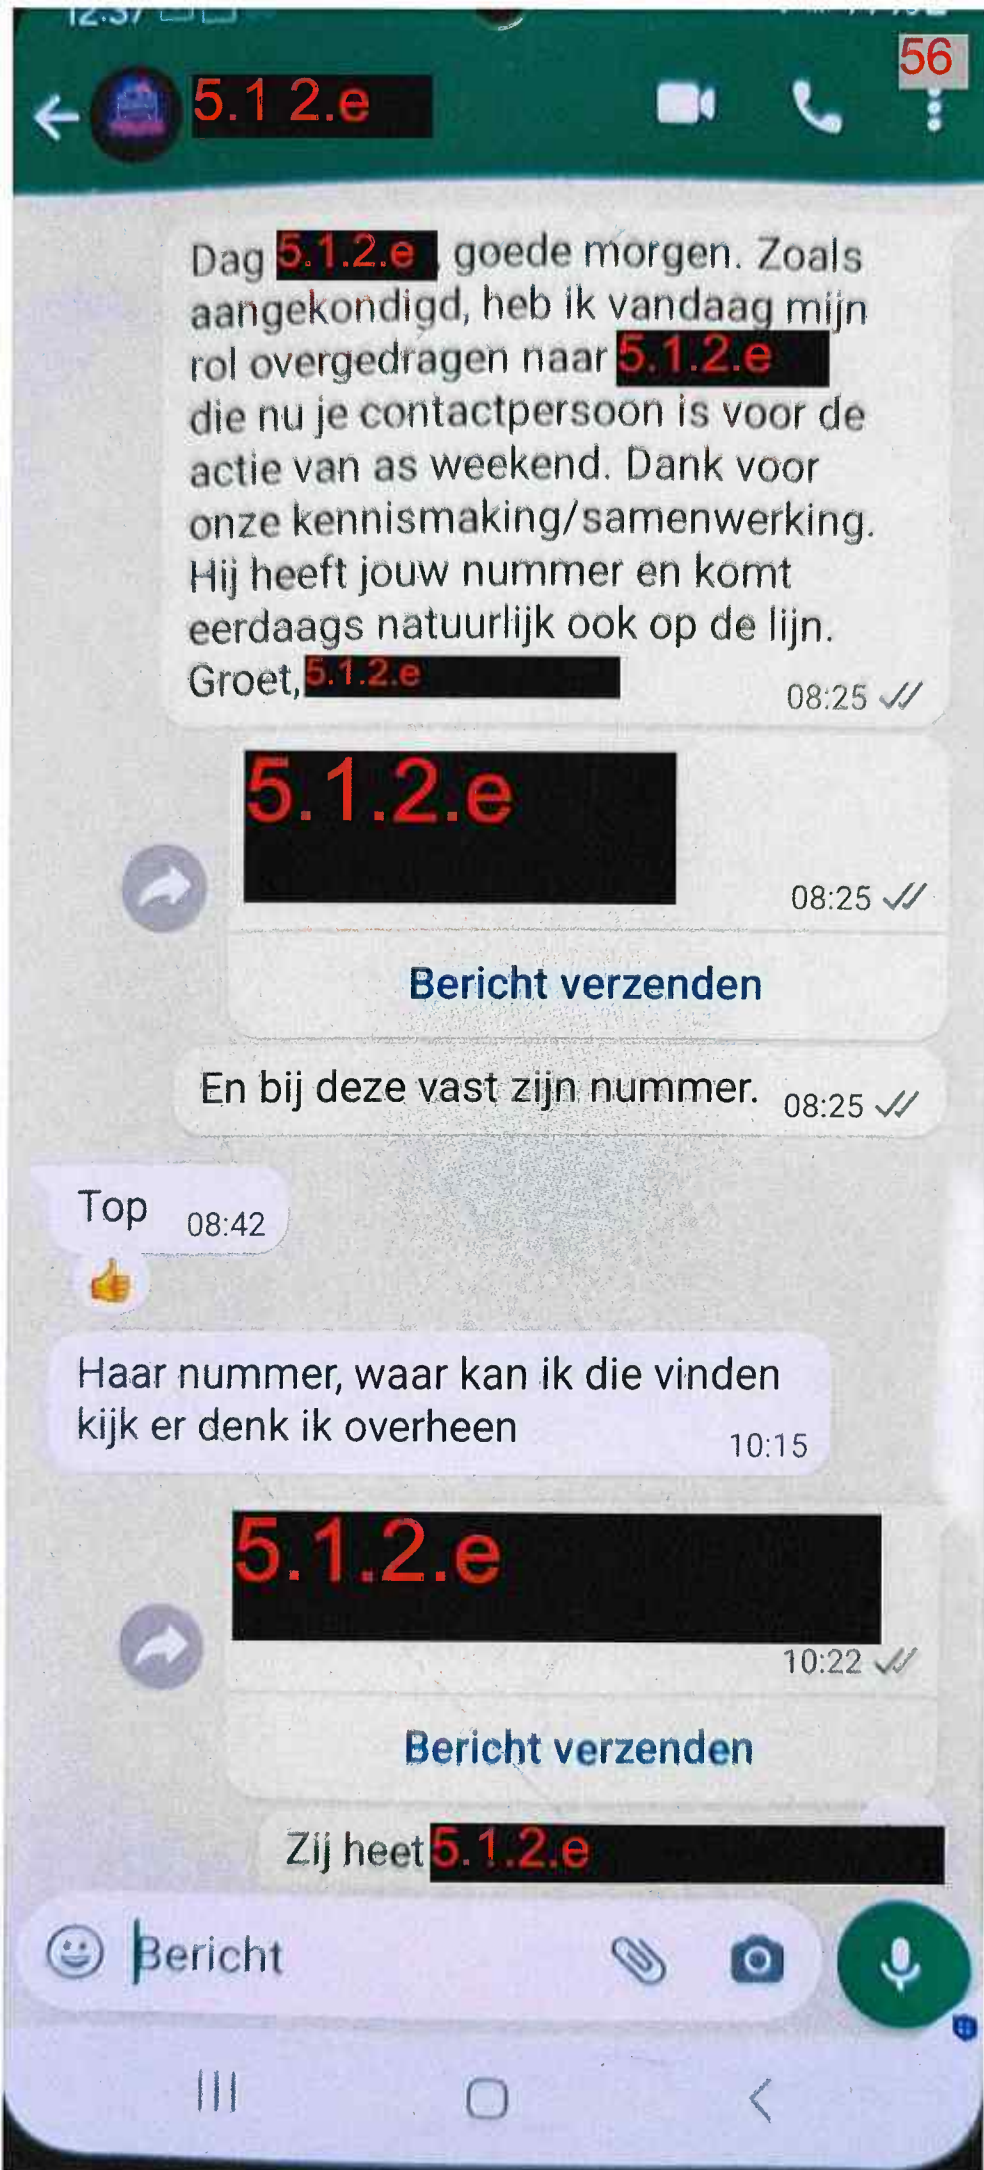 56
5.1 2.e
Dag 5.1.2.e goede morgen. Zoals
aangekondigd, heb ik vandaag mijn
rol overgedragen naar 5.1.2.e
die nu je contactpersoon is voor de
actie van as weekend. Dank voor
onze kennismaking/samenwerking.
Hij heeft jouw nummer en komt
eerdaags natuurlijk ook op de lijn.
Groet, 5.1.2.e
08:25
5.1.2.e
08:25
Bericht verzenden
En bij deze vast zijn nummer. 08:25
Top 08:42
Haar nummer, waar kan ik die vinden
kijk er denk ik overheen
10:15
5.1.2.e
10:22
Bericht verzenden
Zij heet 5.1.2.e
Bericht